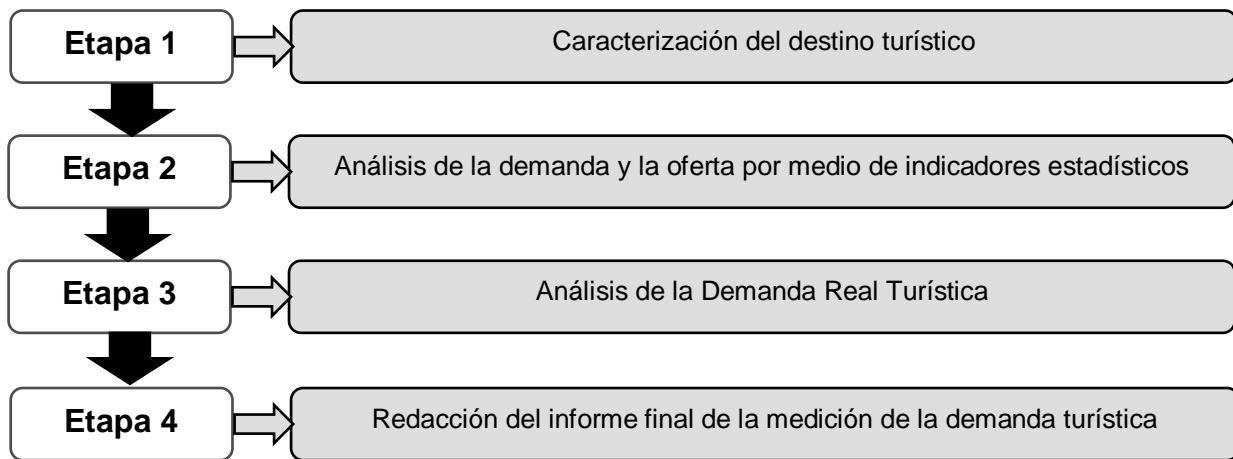 Etapa 1
Caracterización del destino turístico
Etapa 2
Análisis de la demanda y la oferta por medio de indicadores estadísticos
Etapa 3
Análisis de la Demanda Real Turística
Etapa 4
Redacción del informe final de la medición de la demanda turística